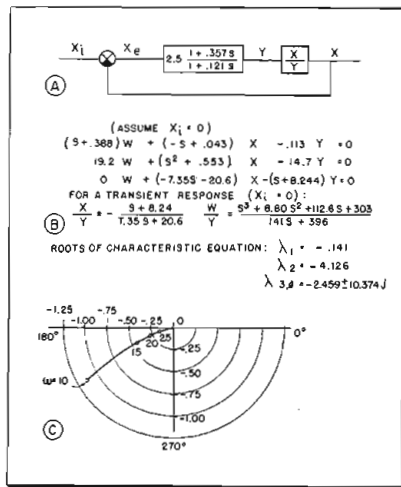 Xi Xe 2.5 1 + .357S / 1 + .121S Y X/Y X
A
(ASSUME Xi = 0)
(S+.388) W + (-S + .043) X -.113 Y = 0
19.2 W + (S² + .553) X - 14.7 Y = 0
0 W + (-7.35S - 20.6) X - (S+8.244) Y = 0
FOR A TRANSIENT RESPONSE (Xi = 0) :
B X/Y = - S + 8.24 / 7.35 S + 20.6 W/Y = S³ + 8.80 S² + 112.6 S + 303 / 141 S + 396
ROOTS OF CHARACTERISTIC EQUATION: λ1 = - .141
λ2 = -4.126
λ 3,4 = -2.459 ± 10.374 j
-1.25 -.75
-1.00 -.50 -.25 0
180° 0°
25
20
15 -.25
-.50
ω=10 -.75
-1.00
C
270°